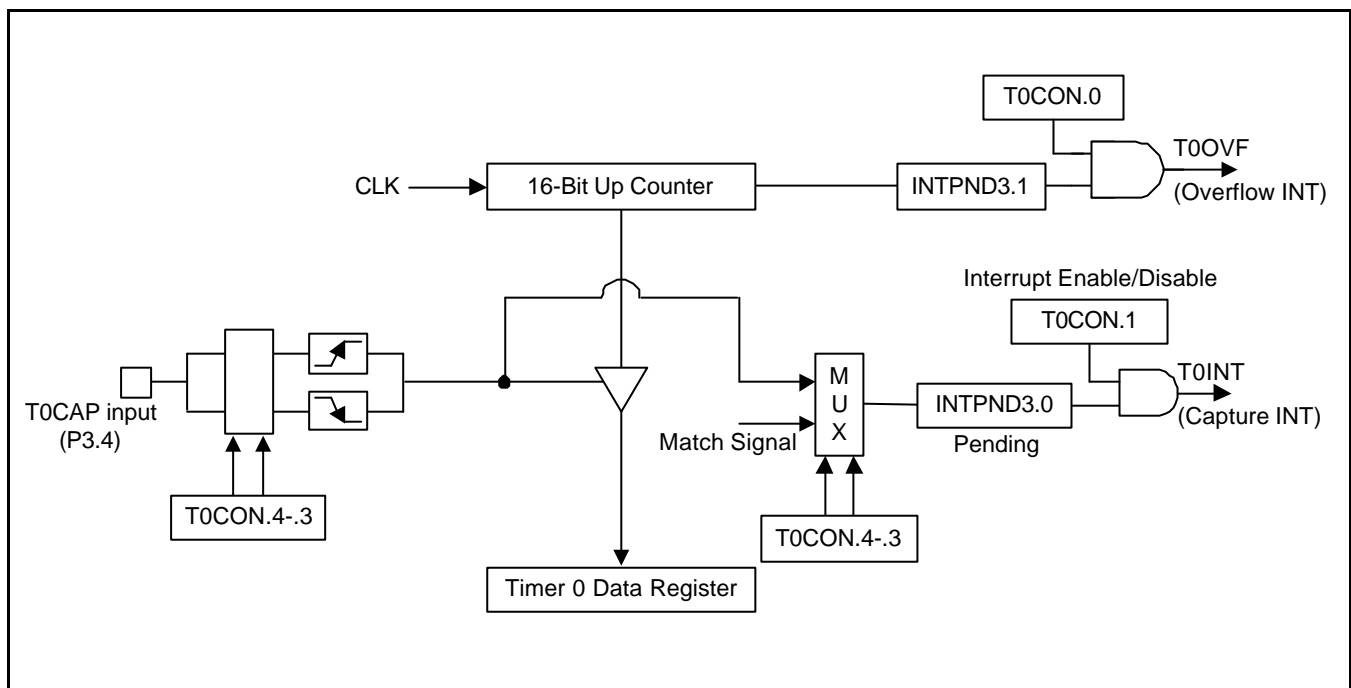 T0CON.0
T0OVF
(Overflow INT)
CLK
16-Bit Up Counter
INTPND3.1
Interrupt Enable/Disable
T0CON.1
T0INT
(Capture INT)
T0CAP input
(P3.4)
M
U
X
INTPND3.0
Pending
Match Signal
T0CON.4-.3
T0CON.4-.3
Timer 0 Data Register